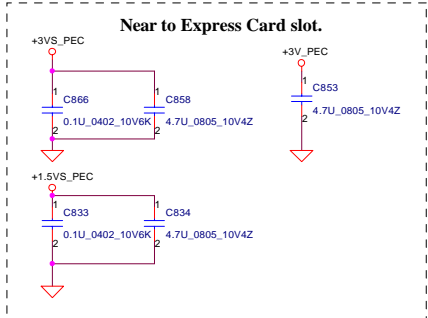 Near to Express Card slot.
+3VS_PEC
+3V_PEC
1
1
1
C866
C858
C853
0.1U_0402_10V6K
4.7U_0805_10V4Z
4.7U_0805_10V4Z
2
2
2
+1.5VS_PEC
1
1
C833
C834
0.1U_0402_10V6K
4.7U_0805_10V4Z
2
2